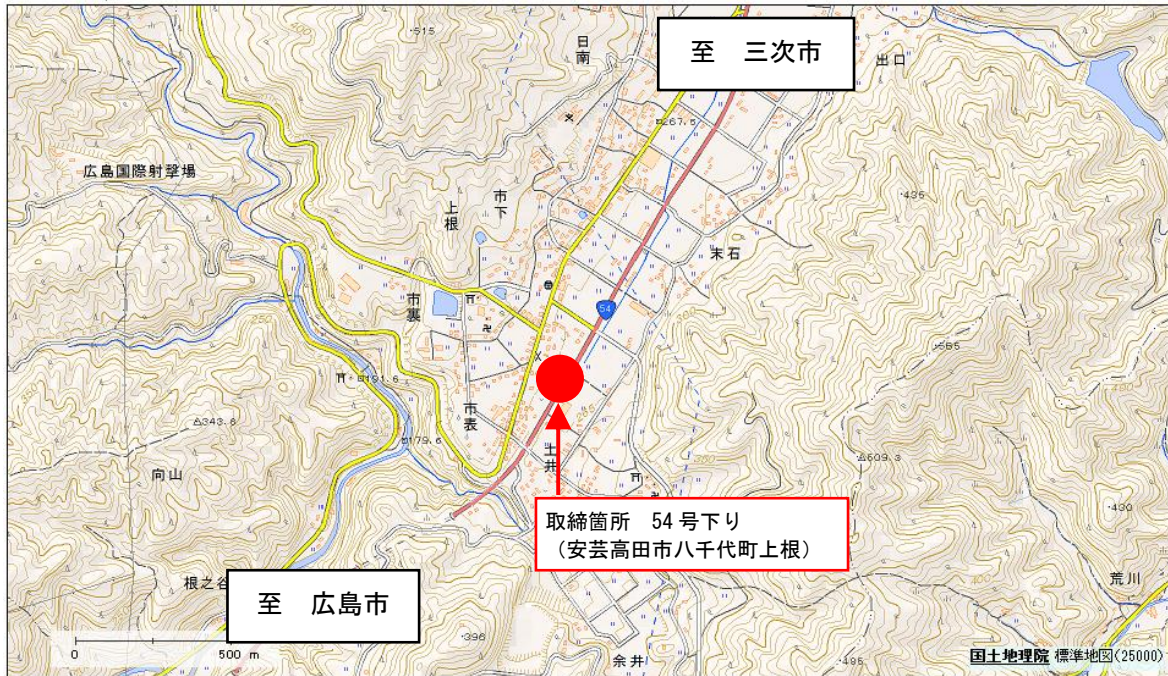 ・515
日南
至 三次市
出口
267.5
広島国際射撃場
市下
上根
・435
末石
市裏
54
・565
191.6
市表
△343.6
179.6
土井
△609.3
向山
・430
取締箇所 54号下り
（安芸高田市八千代町上根）
根之谷
荒川
至 広島市
・396
0 500 m
余井
・495
国土地理院 標準地図(25000)